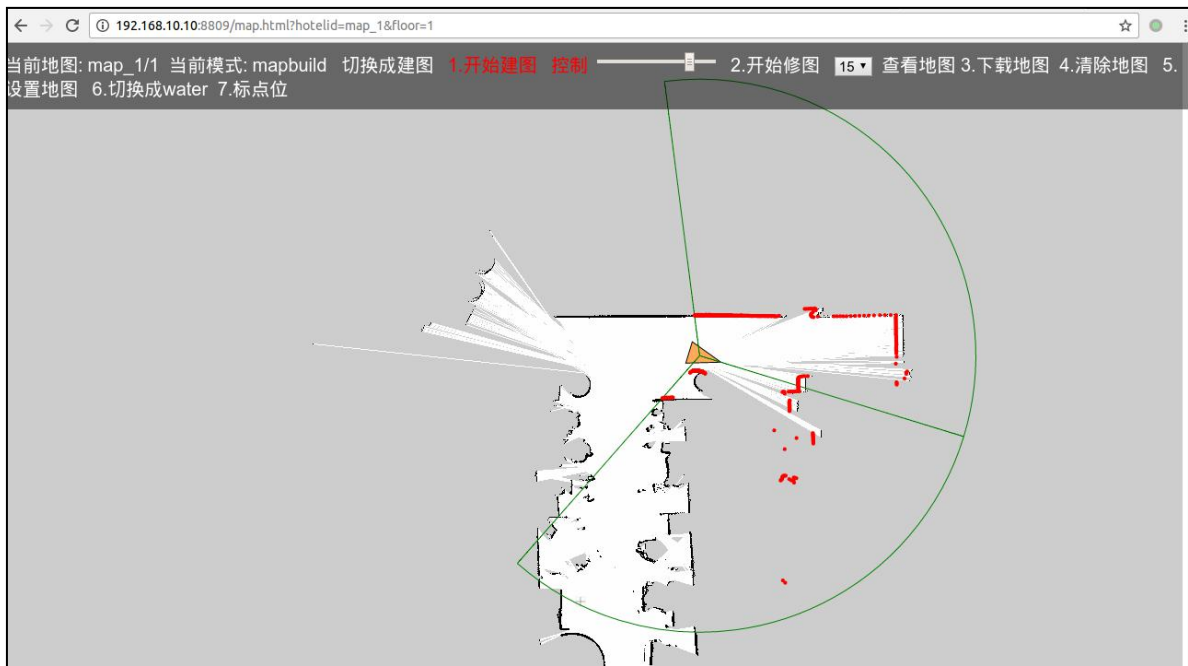 192.168.10.10:8809/map.html?hotelid=map_1&floor=1
当前地图: map_1/1 当前模式: mapbuild 切换成建图 1.开始建图 控制 2.开始修图 15 查看地图 3.下载地图 4.清除地图 5.
设置地图 6.切换成water 7.标点位